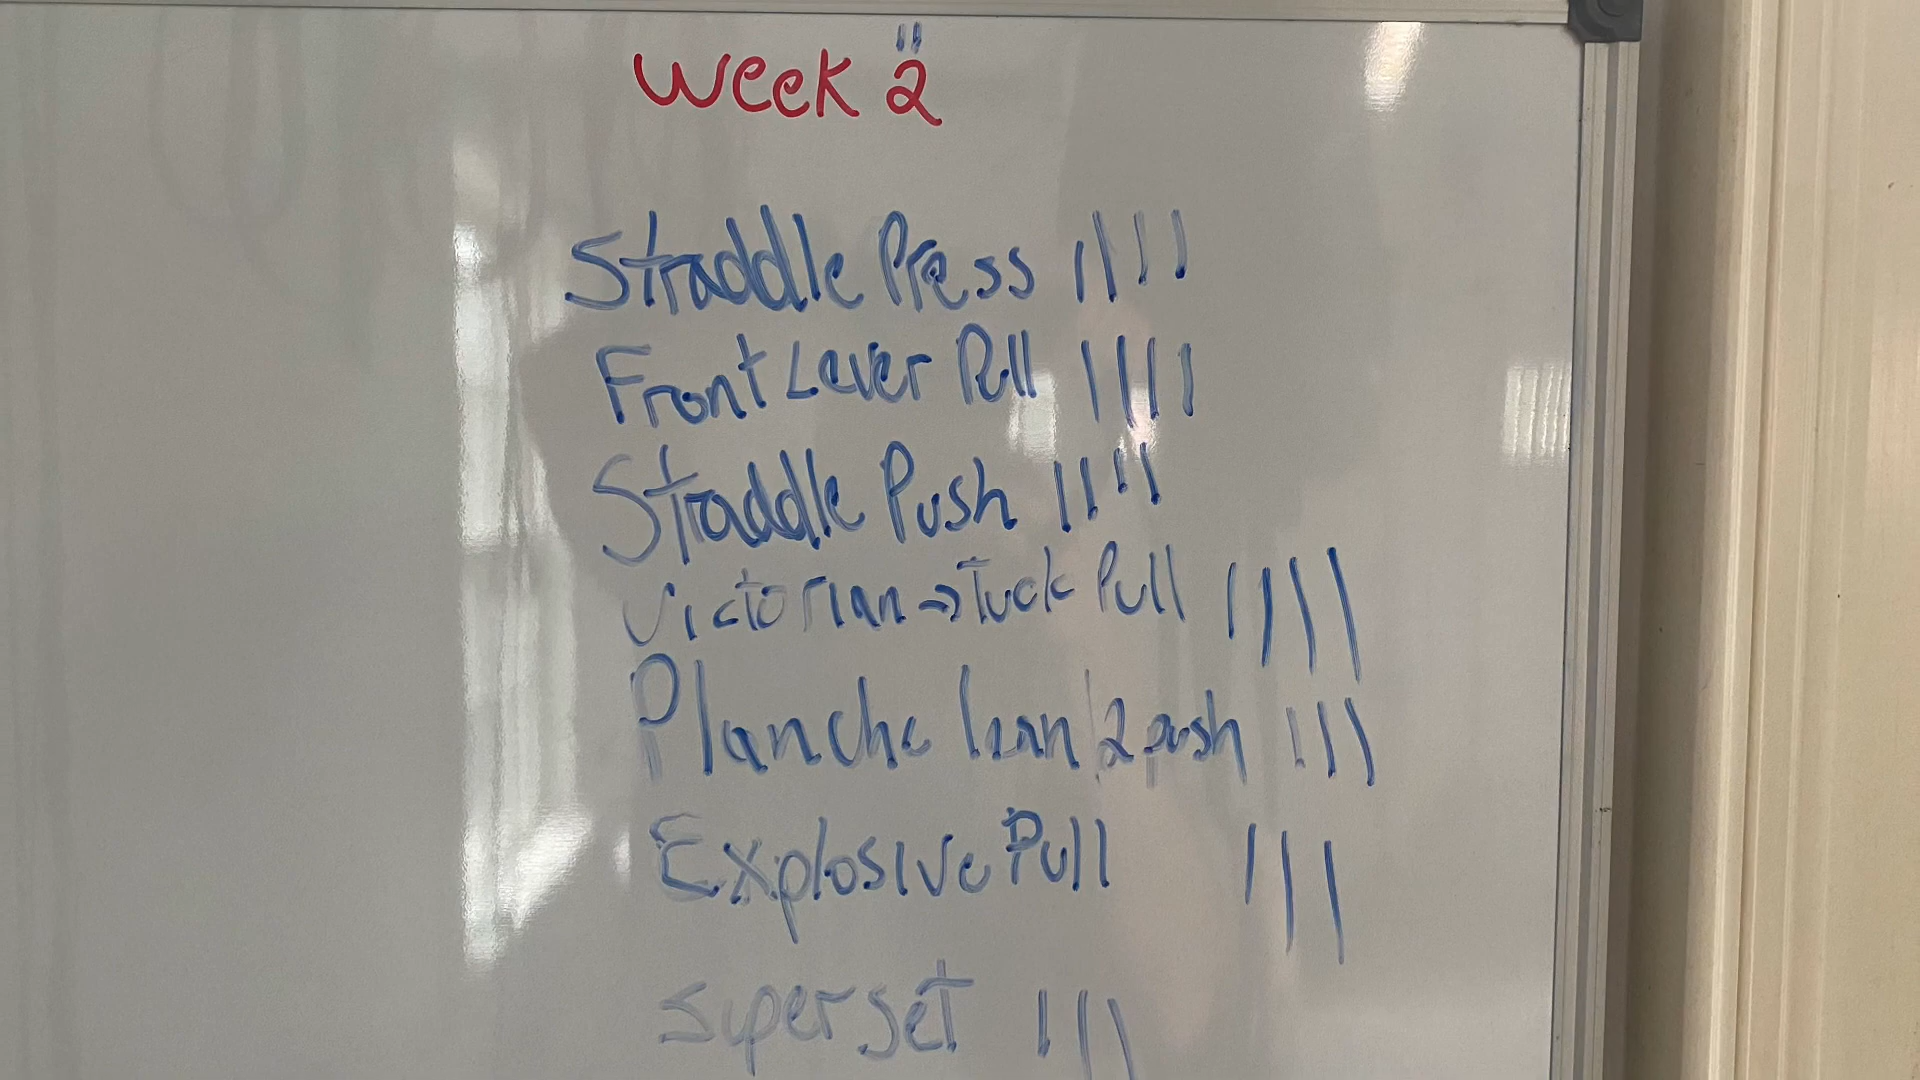 Week 2
Straddle Press ||||
Front Lever Pull ||||
Straddle Push ||||
Victorian → Tuck Pull ||||
Planche lean 2 push |||
Explosive Pull |||
superset |||